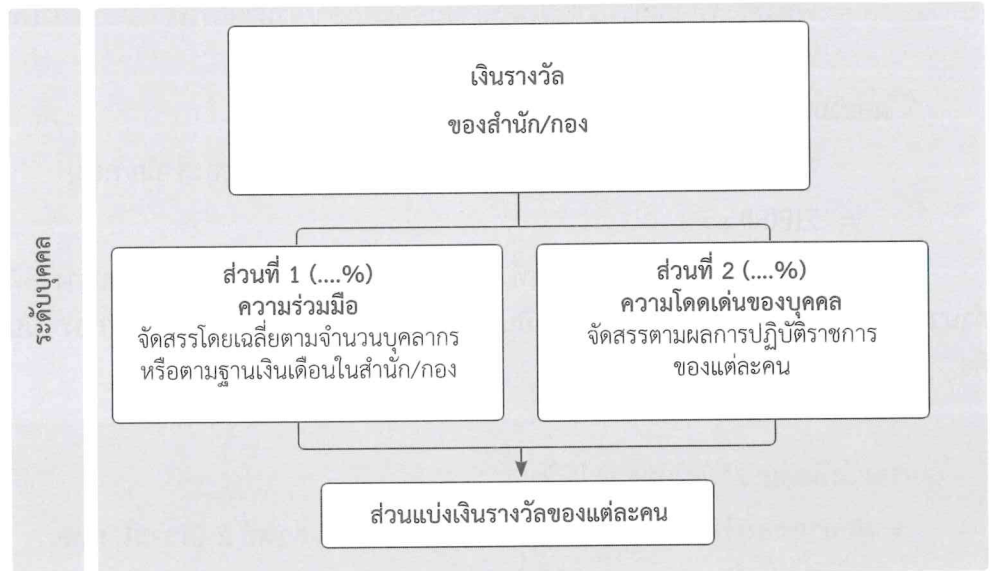 เงินรางวัล
ของสำนัก/กอง
ระดับบุคคล
ส่วนที่ 1 (....%)
ความร่วมมือ
จัดสรรโดยเฉลี่ยตามจำนวนบุคลากร
หรือตามฐานเงินเดือนในสำนัก/กอง
ส่วนที่ 2 (....%)
ความโดดเด่นของบุคคล
จัดสรรตามผลการปฏิบัติราชการ
ของแต่ละคน
ส่วนแบ่งเงินรางวัลของแต่ละคน